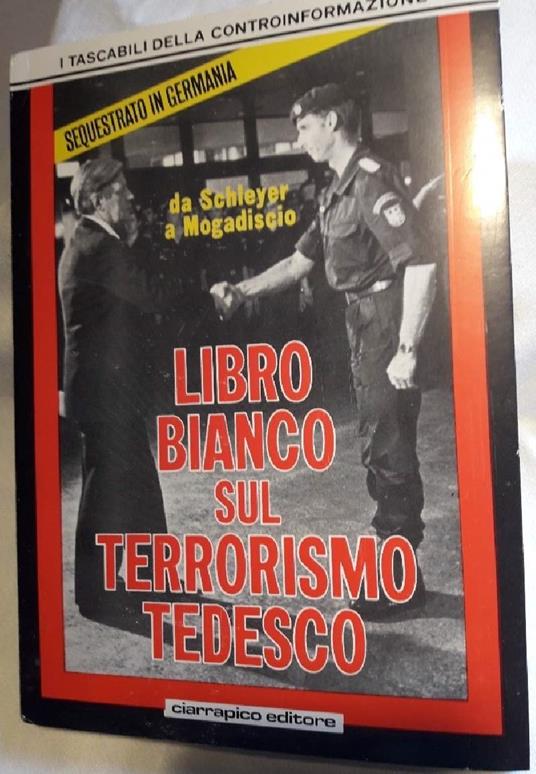 I TASCABILI DELLA CONTROINFORMAZIONE
SEQUESTRATO IN GERMANIA
da Schleyer
a Mogadiscio
LIBRO
BIANCO
SUL
TERRORISMO
TEDESCO
ciarrapico editore